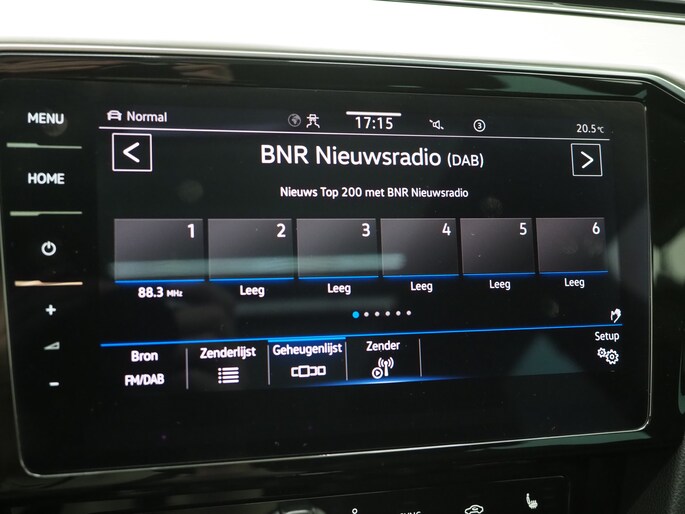 MENU
HOME
Normal
17:15
3
20.5°C
BNR Nieuwsradio (DAB)
Nieuws Top 200 met BNR Nieuwsradio
1 2 3 4 5 6
88.3 MHz Leeg Leeg Leeg Leeg Leeg
Bron
FM/DAB
Zenderlijst
Geheugenlijst
Zender
Setup